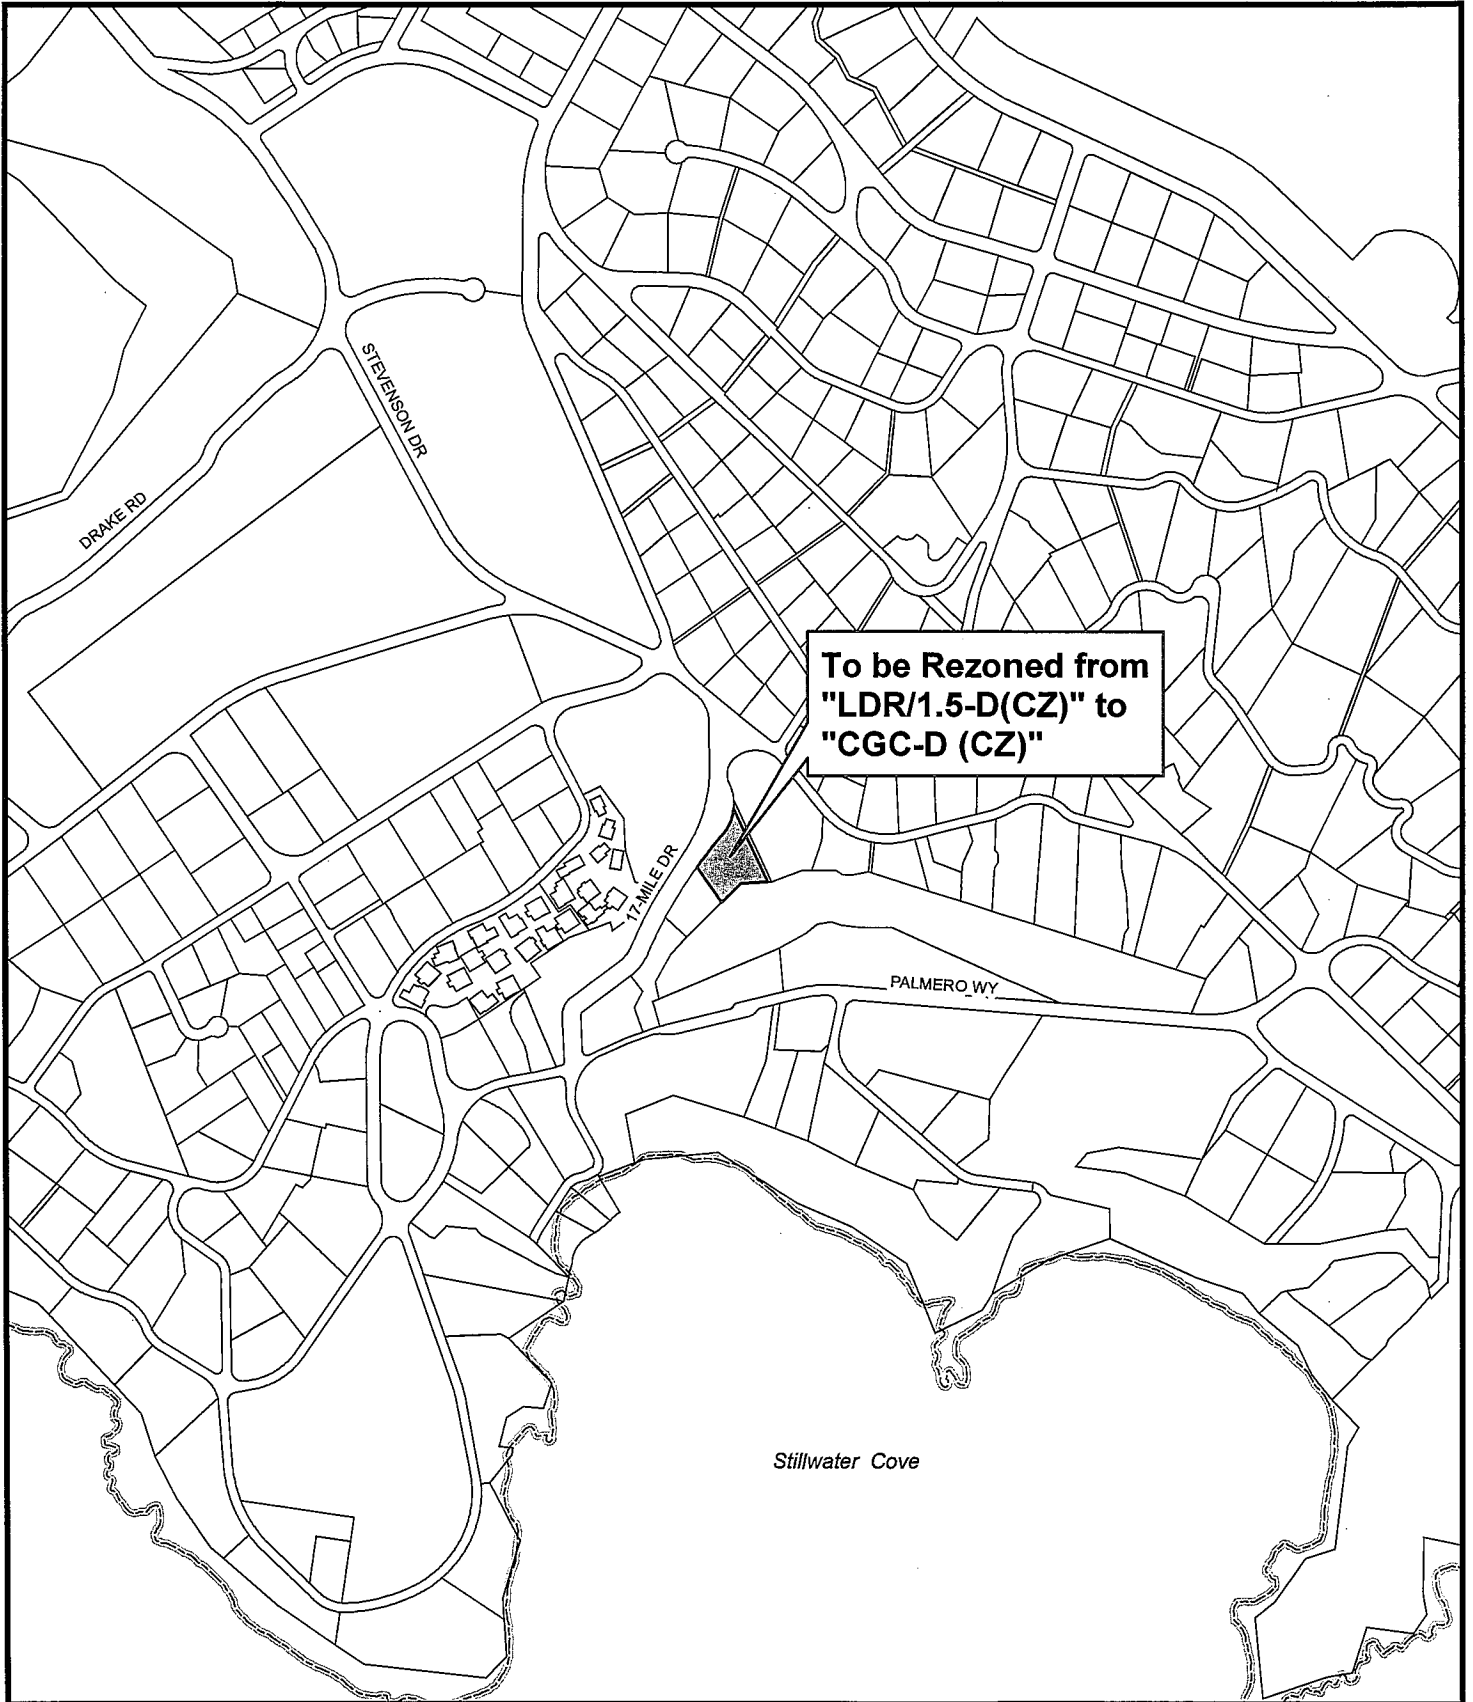 STEVENSON DR
DRAKE RD
To be Rezoned from
"LDR/1.5-D(CZ)" to
"CGC-D (CZ)"
17-MILE DR
PALMERO WY
Stillwater Cove